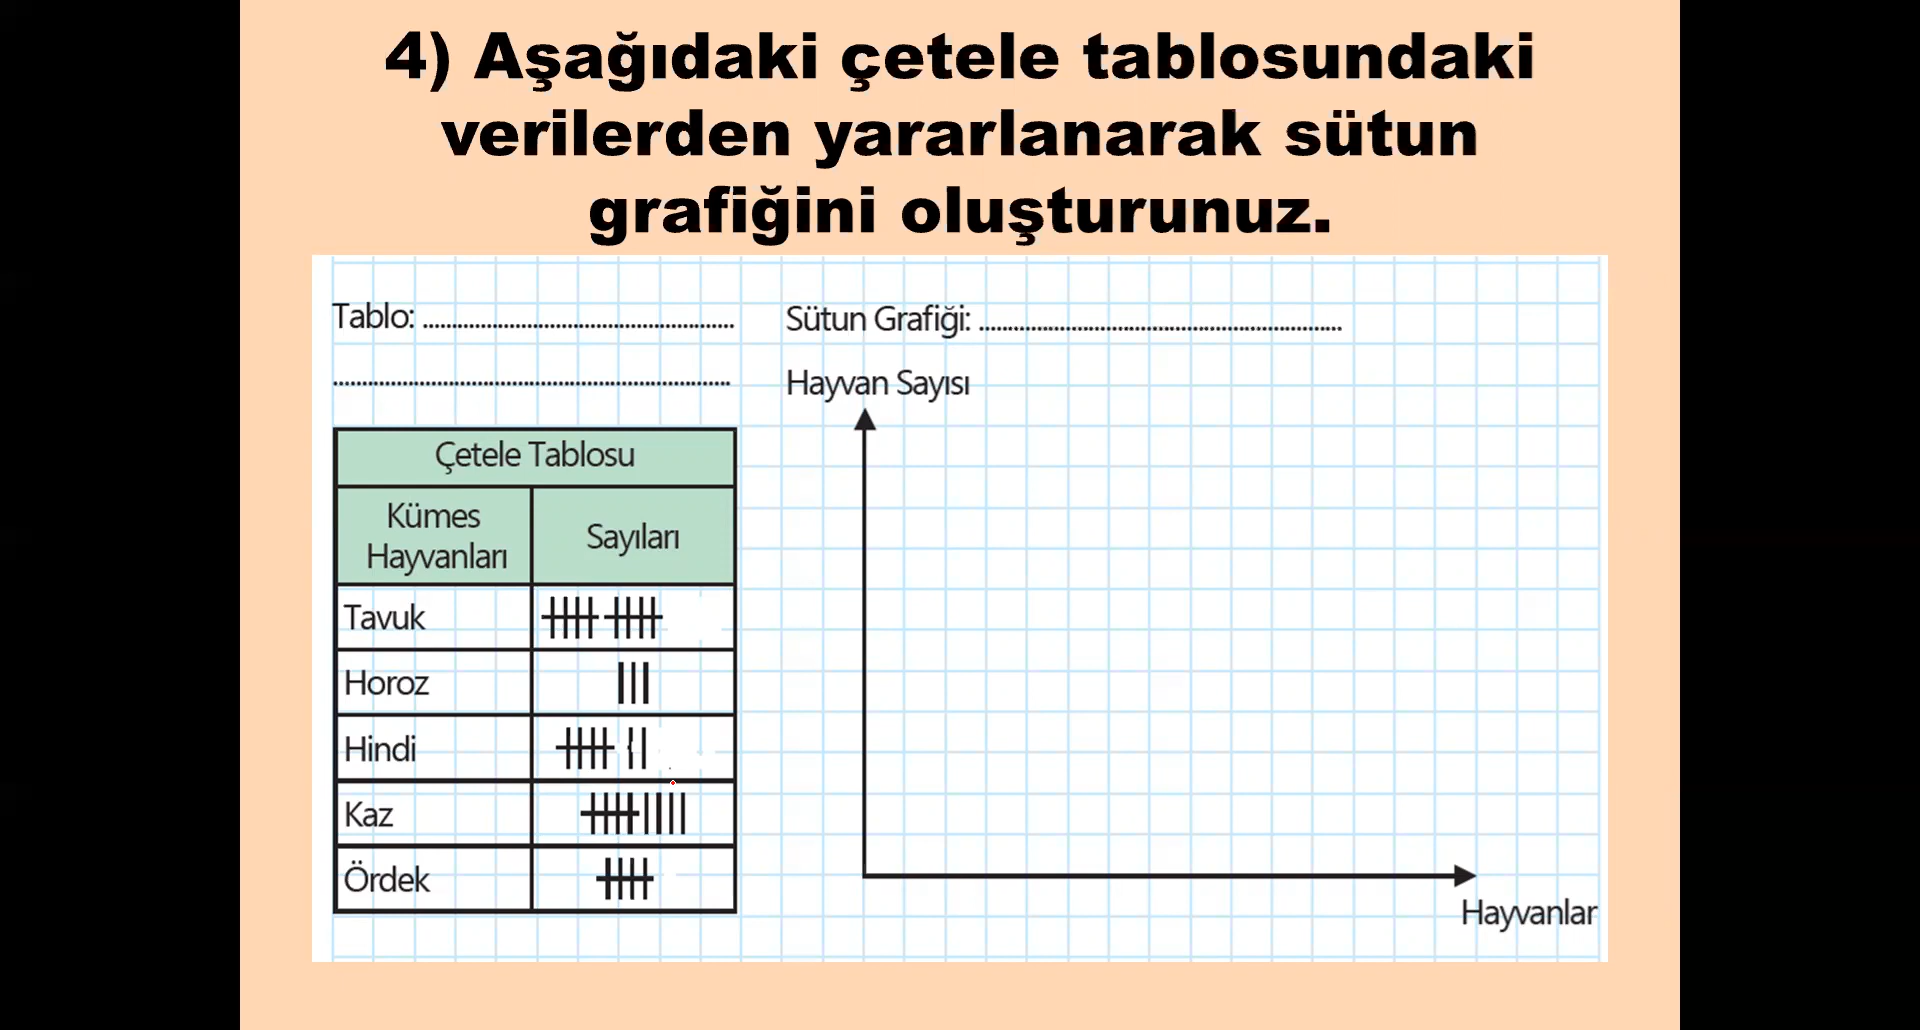 4) Aşağıdaki çetele tablosundaki
verilerden yararlanarak sütun
grafiğini oluşturunuz.
Tablo: ......................................................
.....................................................................
Çetele Tablosu
Kümes Hayvanları
Sayıları
Tavuk
Horoz
Hindi
Kaz
Ördek
Sütun Grafiği: ...............................................................
Hayvan Sayısı
Hayvanlar